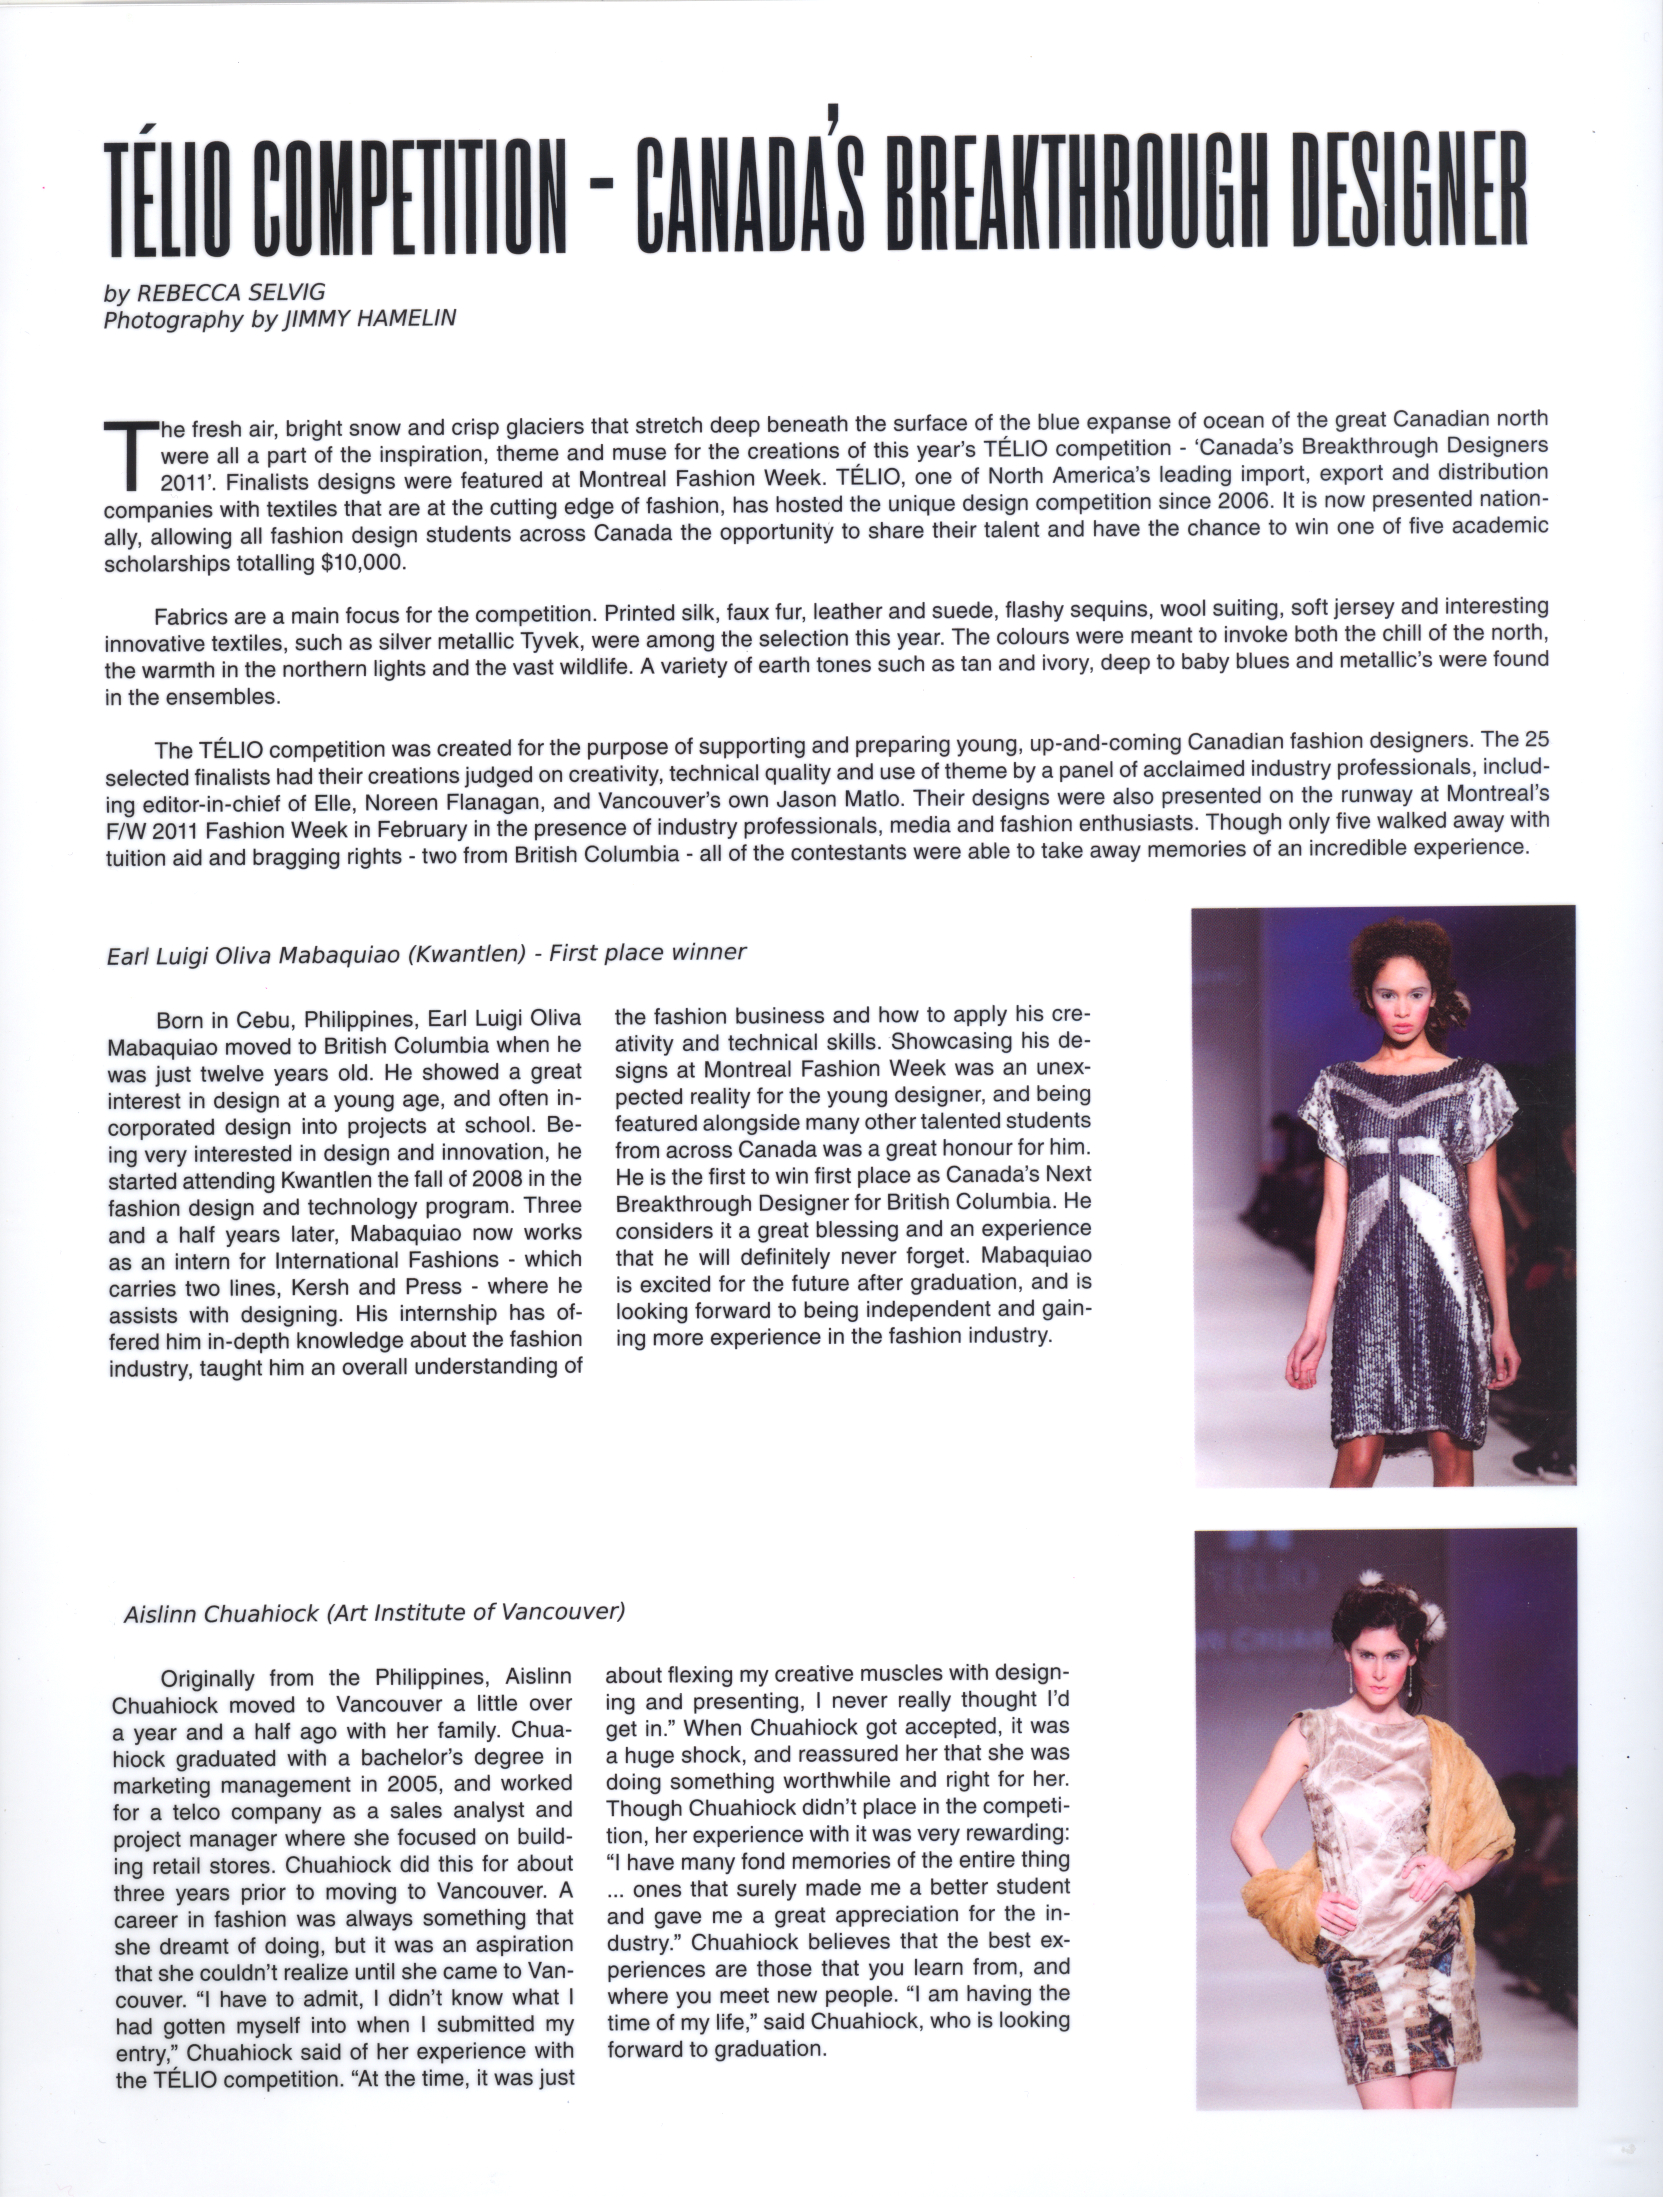 TÉLIO COMPETITION - CANADA'S BREAKTHROUGH DESIGNER
by REBECCA SELVIG
Photography by JIMMY HAMELIN
The fresh air, bright snow and crisp glaciers that stretch deep beneath the surface of the blue expanse of ocean of the great Canadian north
were all a part of the inspiration, theme and muse for the creations of this year's TÉLIO competition - 'Canada's Breakthrough Designers
2011'. Finalists designs were featured at Montreal Fashion Week. TÉLIO, one of North America's leading import, export and distribution
companies with textiles that are at the cutting edge of fashion, has hosted the unique design competition since 2006. It is now presented nation-
ally, allowing all fashion design students across Canada the opportunity to share their talent and have the chance to win one of five academic
scholarships totalling $10,000.
Fabrics are a main focus for the competition. Printed silk, faux fur, leather and suede, flashy sequins, wool suiting, soft jersey and interesting
innovative textiles, such as silver metallic Tyvek, were among the selection this year. The colours were meant to invoke both the chill of the north,
the warmth in the northern lights and the vast wildlife. A variety of earth tones such as tan and ivory, deep to baby blues and metallic's were found
in the ensembles.
The TÉLIO competition was created for the purpose of supporting and preparing young, up-and-coming Canadian fashion designers. The 25
selected finalists had their creations judged on creativity, technical quality and use of theme by a panel of acclaimed industry professionals, includ-
ing editor-in-chief of Elle, Noreen Flanagan, and Vancouver's own Jason Matlo. Their designs were also presented on the runway at Montreal's
F/W 2011 Fashion Week in February in the presence of industry professionals, media and fashion enthusiasts. Though only five walked away with
tuition aid and bragging rights - two from British Columbia - all of the contestants were able to take away memories of an incredible experience.
Earl Luigi Oliva Mabaquiao (Kwantlen) - First place winner
Born in Cebu, Philippines, Earl Luigi Oliva
Mabaquiao moved to British Columbia when he
was just twelve years old. He showed a great
interest in design at a young age, and often in-
corporated design into projects at school. Be-
ing very interested in design and innovation, he
started attending Kwantlen the fall of 2008 in the
fashion design and technology program. Three
and a half years later, Mabaquiao now works
as an intern for International Fashions - which
carries two lines, Kersh and Press - where he
assists with designing. His internship has of-
fered him in-depth knowledge about the fashion
industry, taught him an overall understanding of
the fashion business and how to apply his cre-
ativity and technical skills. Showcasing his de-
signs at Montreal Fashion Week was an unex-
pected reality for the young designer, and being
featured alongside many other talented students
from across Canada was a great honour for him.
He is the first to win first place as Canada's Next
Breakthrough Designer for British Columbia. He
considers it a great blessing and an experience
that he will definitely never forget. Mabaquiao
is excited for the future after graduation, and is
looking forward to being independent and gain-
ing more experience in the fashion industry.
Aislinn Chuahiock (Art Institute of Vancouver)
Originally from the Philippines, Aislinn
Chuahiock moved to Vancouver a little over
a year and a half ago with her family. Chua-
hiock graduated with a bachelor's degree in
marketing management in 2005, and worked
for a telco company as a sales analyst and
project manager where she focused on build-
ing retail stores. Chuahiock did this for about
three years prior to moving to Vancouver. A
career in fashion was always something that
she dreamt of doing, but it was an aspiration
that she couldn't realize until she came to Van-
couver. “I have to admit, I didn't know what I
had gotten myself into when I submitted my
entry,” Chuahiock said of her experience with
the TÉLIO competition. “At the time, it was just
about flexing my creative muscles with design-
ing and presenting, I never really thought I'd
get in.” When Chuahiock got accepted, it was
a huge shock, and reassured her that she was
doing something worthwhile and right for her.
Though Chuahiock didn't place in the competi-
tion, her experience with it was very rewarding:
“I have many fond memories of the entire thing
... ones that surely made me a better student
and gave me a great appreciation for the in-
dustry.” Chuahiock believes that the best ex-
periences are those that you learn from, and
where you meet new people. “I am having the
time of my life,” said Chuahiock, who is looking
forward to graduation.
TÉLIO